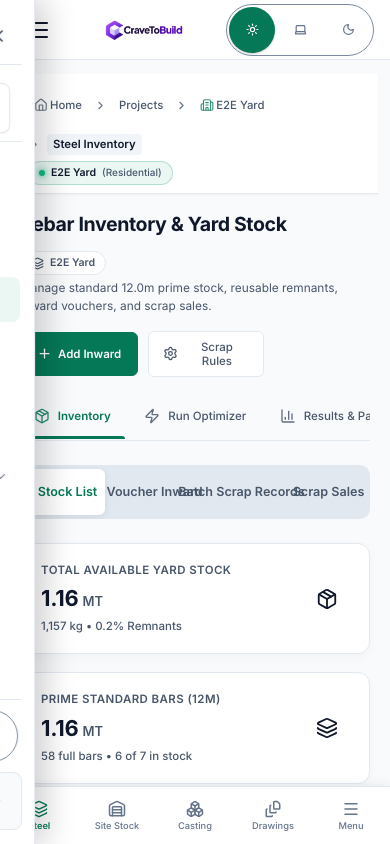 CraveToBuild
Home > Projects > E2E Yard
Steel Inventory
E2E Yard (Residential)
ebar Inventory & Yard Stock
E2E Yard
anage standard 12.0m prime stock, reusable remnants,
ward vouchers, and scrap sales.
Add Inward
Scrap
Rules
Inventory
Run Optimizer
Results & Pa
Stock List
Voucher Inward
Batch Scrap Records
Scrap Sales
TOTAL AVAILABLE YARD STOCK
1.16 MT
1,157 kg • 0.2% Remnants
PRIME STANDARD BARS (12M)
1.16 MT
58 full bars • 6 of 7 in stock
teel
Site Stock
Casting
Drawings
Menu